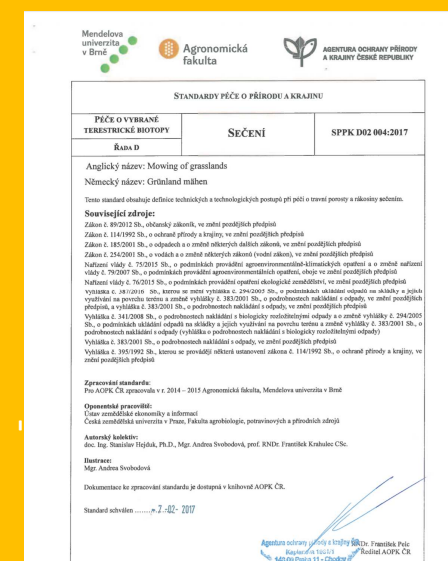 Mendelova
univerzita
v Brně
Agronomická
fakulta
AGENTURA OCHRANY PŘÍRODY
A KRAJINY ČESKÉ REPUBLIKY
STANDARDY PÉČE O PŘÍRODU A KRAJINU
PÉČE O VYBRANÉ
TERESTRICKÉ BIOTOPY
SEČENÍ
SPPK D02 004:2017
ŘADA D
Anglický název: Mowing of grasslands
Německý název: Grünland mähen
Tento standard obsahuje definice technických a technologických postupů při péči o travní porosty a rákosiny sečením.
Související zdroje:
Zákon č. 89/2012 Sb., občanský zákoník, ve znění pozdějších předpisů
Zákon č. 114/1992 Sb., o ochraně přírody a krajiny, ve znění pozdějších předpisů
Zákon č. 185/2001 Sb., o odpadech a o změně některých dalších zákonů, ve znění pozdějších předpisů
Zákon č. 254/2001 Sb., o vodách a o změně některých zákonů (vodní zákon), ve znění pozdějších předpisů
Nařízení vlády č. 75/2015 Sb., o podmínkách provádění agroenvironmentálně-klimatických opatření a o změně nařízení
vlády č. 79/2007 Sb., o podmínkách provádění agroenvironmentálních opatření, oboje ve znění pozdějších předpisů
Nařízení vlády č. 76/2015 Sb., o podmínkách provádění opatření ekologické zemědělství, ve znění pozdějších předpisů
Vyhláška č. 387/2016 Sb., kterou se mění vyhláška č. 294/2005 Sb., o podmínkách ukládání odpadů na skládky a jejich
využívání na povrchu terénu a změně vyhlášky č. 383/2001 Sb., o podrobnostech nakládání s odpady, ve znění pozdějších
předpisů, a vyhláška č. 383/2001 Sb., o podrobnostech nakládání s odpady, ve znění pozdějších předpisů
Vyhláška č. 341/2008 Sb., o podrobnostech nakládání s biologicky rozložitelnými odpady a o změně vyhlášky č. 294/2005
Sb., o podmínkách ukládání odpadů na skládky a jejich využívání na povrchu terénu a změně vyhlášky č. 383/2001 Sb., o
podrobnostech nakládání s odpady (vyhláška o podrobnostech nakládání s biologicky rozložitelnými odpady)
Vyhláška č. 383/2001 Sb., o podrobnostech nakládání s odpady, ve znění pozdějších předpisů
Vyhláška č. 395/1992 Sb., kterou se provádějí některá ustanovení zákona č. 114/1992 Sb., o ochraně přírody a krajiny, ve
znění pozdějších předpisů
Zpracování standardu:
Pro AOPK ČR zpracovala v r. 2014 – 2015 Agronomická fakulta, Mendelova univerzita v Brně
Oponentské pracoviště:
Ústav zemědělské ekonomiky a informací
Česká zemědělská univerzita v Praze, Fakulta agrobiologie, potravinových a přírodních zdrojů
Autorský kolektiv:
doc. Ing. Stanislav Hejduk, Ph.D., Mgr. Andrea Svobodová, prof. RNDr. František Krahulec CSc.
Ilustrace:
Mgr. Andrea Svobodová
Dokumentace ke zpracování standardu je dostupná v knihovně AOPK ČR.
Standard schválen ........ 7. -02- 2017
Agentura ochrany přírody a krajiny ČR
RNDr. František Pelc
Ředitel AOPK ČR
Praha 11 - Chodov